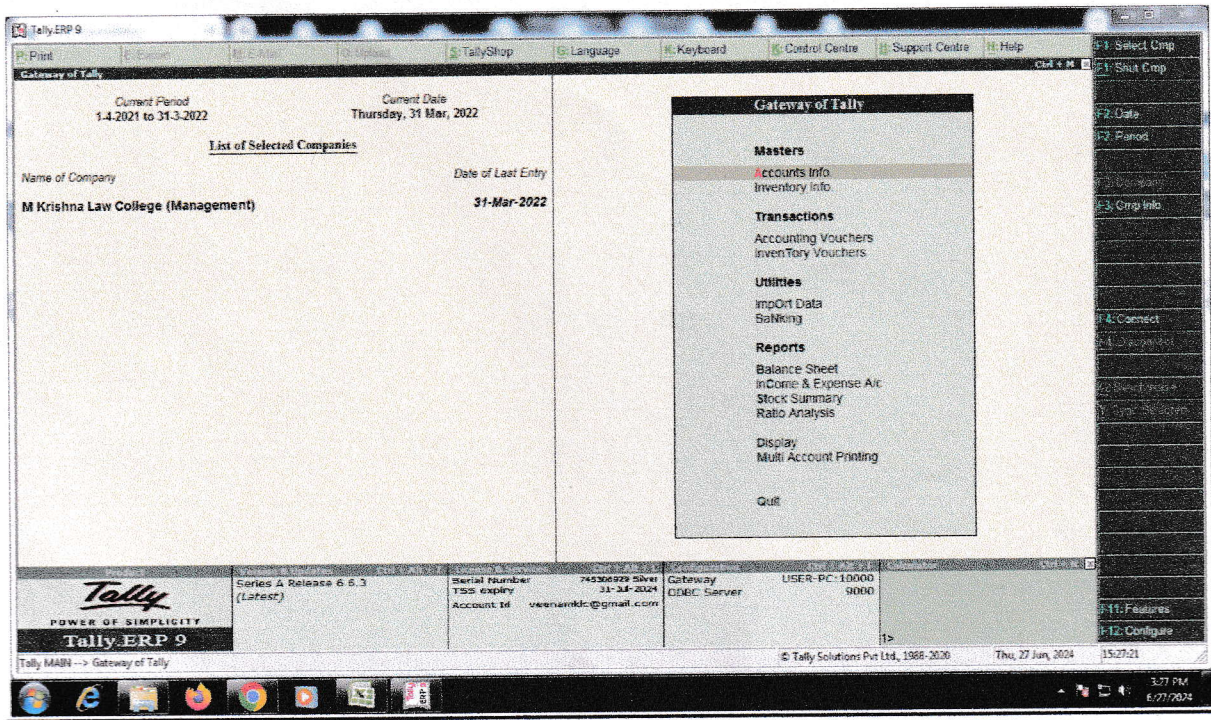 Tally.ERP 9
P: Print
S: TallyShop G: Language K: Keyboard K: Control Centre H: Support Centre H: Help
F1: Select Cmp
F1: Shut Cmp
Gateway of Tally
Ctrl + M
Current Period
1-4-2021 to 31-3-2022
Current Date
Thursday, 31 Mar, 2022
List of Selected Companies
Name of Company
Date of Last Entry
M Krishna Law College (Management)
31-Mar-2022
Gateway of Tally
Masters
Accounts Info.
Inventory Info.
Transactions
Accounting Vouchers
InvenTory Vouchers
Utilities
ImpOrt Data
BaNking
Reports
Balance Sheet
InCome & Expense A/c
Stock Summary
Ratio Analysis
Display
Multi Account Printing
Quit
F2: Date
F2: Period
F3: Company
F3: Cmp Info
F4: Connect
F11: Features
F12: Configure
Tally
POWER OF SIMPLICITY
Tally.ERP 9
Series A Release 6.6.3
(Latest)
Serial Number 745306929 Silver
TSS expiry 31-Jul-2024
Account Id veenamklc@gmail.com
Gateway USER-PC:10000
ODBC Server 9000
1>
Tally MAIN --> Gateway of Tally
© Tally Solutions Pvt Ltd., 1988-2020
Thu, 27 Jun, 2024
15:27:21
3:27 PM
6/27/2024